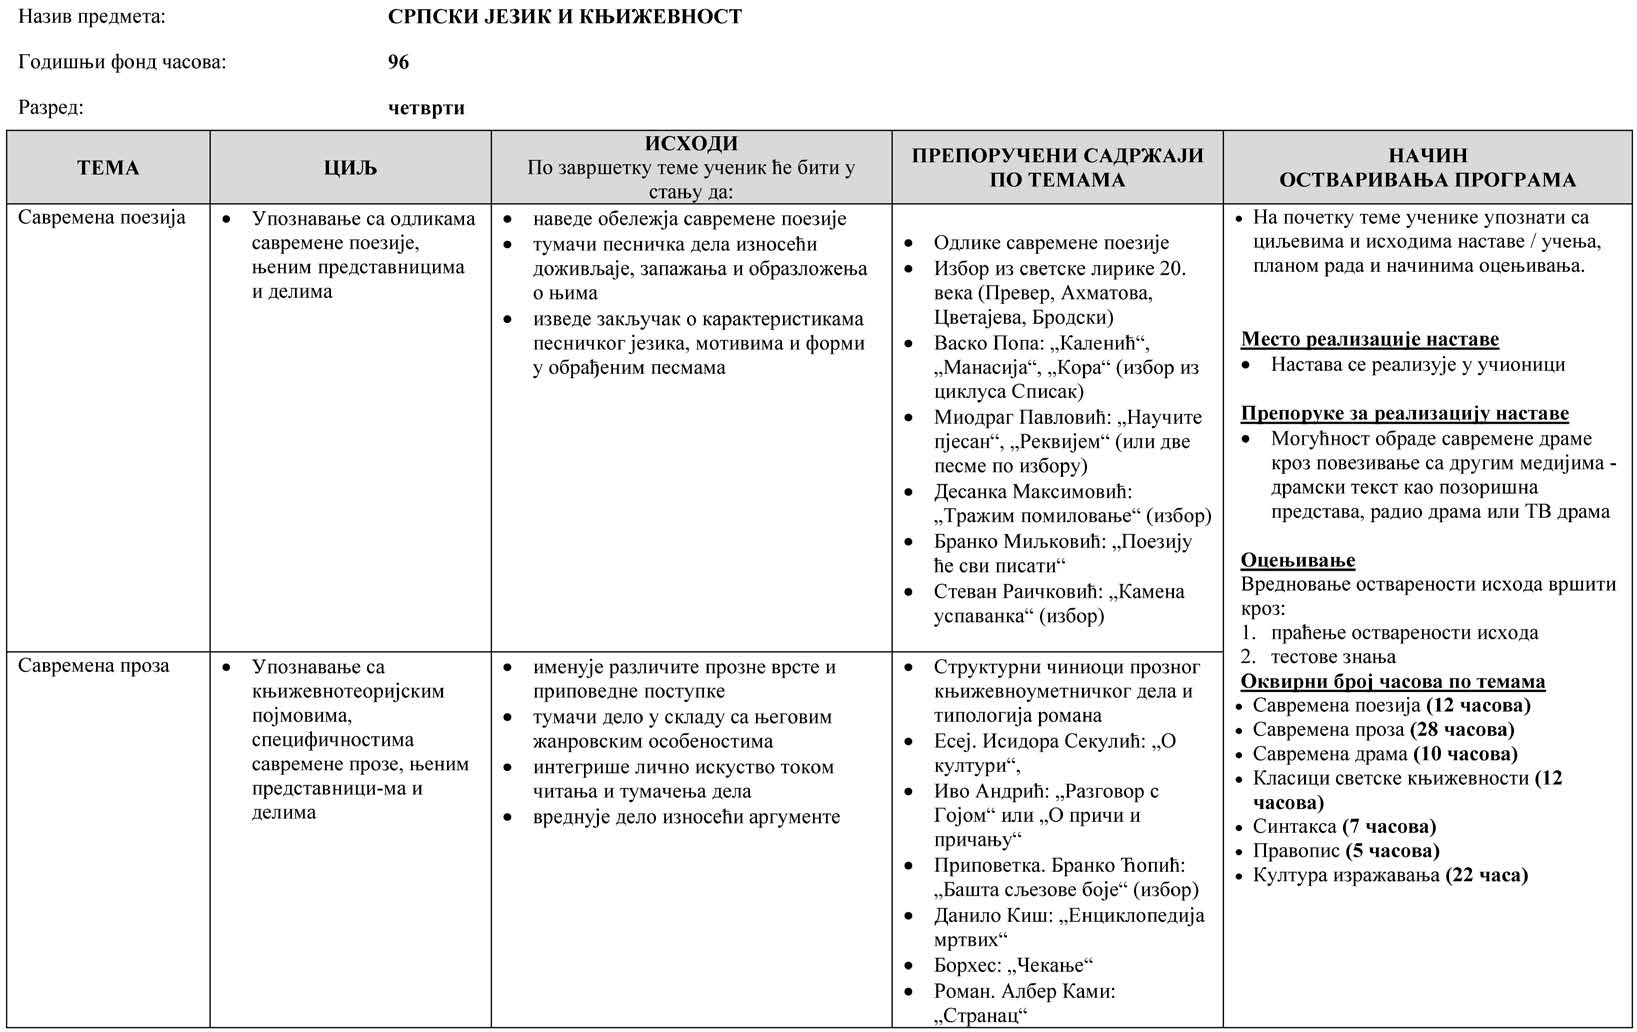 Назив предмета: СРПСКИ ЈЕЗИК И КЊИЖЕВНОСТ
Годишњи фонд часова: 96
Разред: четврти
ТЕМА
ЦИЉ
ИСХОДИ
По завршетку теме ученик ће бити у
стању да:
ПРЕПОРУЧЕНИ САДРЖАЈИ
ПО ТЕМАМА
НАЧИН
ОСТВАРИВАЊА ПРОГРАМА
Савремена поезија
• Упознавање са одликама
савремене поезије,
њеним представницима
и делима
• наведе обележја савремене поезије
• тумачи песничка дела износећи
доживљаје, запажања и образложења
о њима
• изведе закључак о карактеристикама
песничког језика, мотивима и форми
у обрађеним песмама
• Одлике савремене поезије
• Избор из светске лирике 20.
века (Превер, Ахматова,
Цветајева, Бродски)
• Васко Попа: „Каленић“,
„Манасија“, „Кора“ (избор из
циклуса Списак)
• Миодраг Павловић: „Научите
пјесан“, „Реквијем“ (или две
песме по избору)
• Десанка Максимовић:
„Тражим помиловање“ (избор)
• Бранко Миљковић: „Поезију
ће сви писати“
• Стеван Раичковић: „Камена
успаванка“ (избор)
• На почетку теме ученике упознати са
циљевима и исходима наставе / учења,
планом рада и начинима оцењивања.
Место реализације наставе
• Настава се реализује у учионици
Препоруке за реализацију наставе
• Могућност обраде савремене драме
кроз повезивање са другим медијима -
драмски текст као позоришна
представа, радио драма или ТВ драма
Оцењивање
Вредновање остварености исхода вршити
кроз:
1. праћење остварености исхода
2. тестове знања
Оквирни број часова по темама
• Савремена поезија (12 часова)
• Савремена проза (28 часова)
• Савремена драма (10 часова)
• Класици светске књижевности (12
часова)
• Синтакса (7 часова)
• Правопис (5 часова)
• Култура изражавања (22 часа)
Савремена проза
• Упознавање са
књижевнотеоријским
појмовима,
специфичностима
савремене прозе, њеним
представници-ма и
делима
• именује различите прозне врсте и
приповедне поступке
• тумачи дело у складу са његовим
жанровским особеностима
• интегрише лично искуство током
читања и тумачења дела
• вреднује дело износећи аргументе
• Структурни чиниоци прозног
књижевноуметничког дела и
типологија романа
• Есеј. Исидора Секулић: „О
култури“,
• Иво Андрић: „Разговор с
Гојом“ или „О причи и
причању“
• Приповетка. Бранко Ћопић:
„Башта сљезове боје“ (избор)
• Данило Киш: „Енциклопедија
мртвих“
• Борхес: „Чекање“
• Роман. Албер Ками:
„Странац“